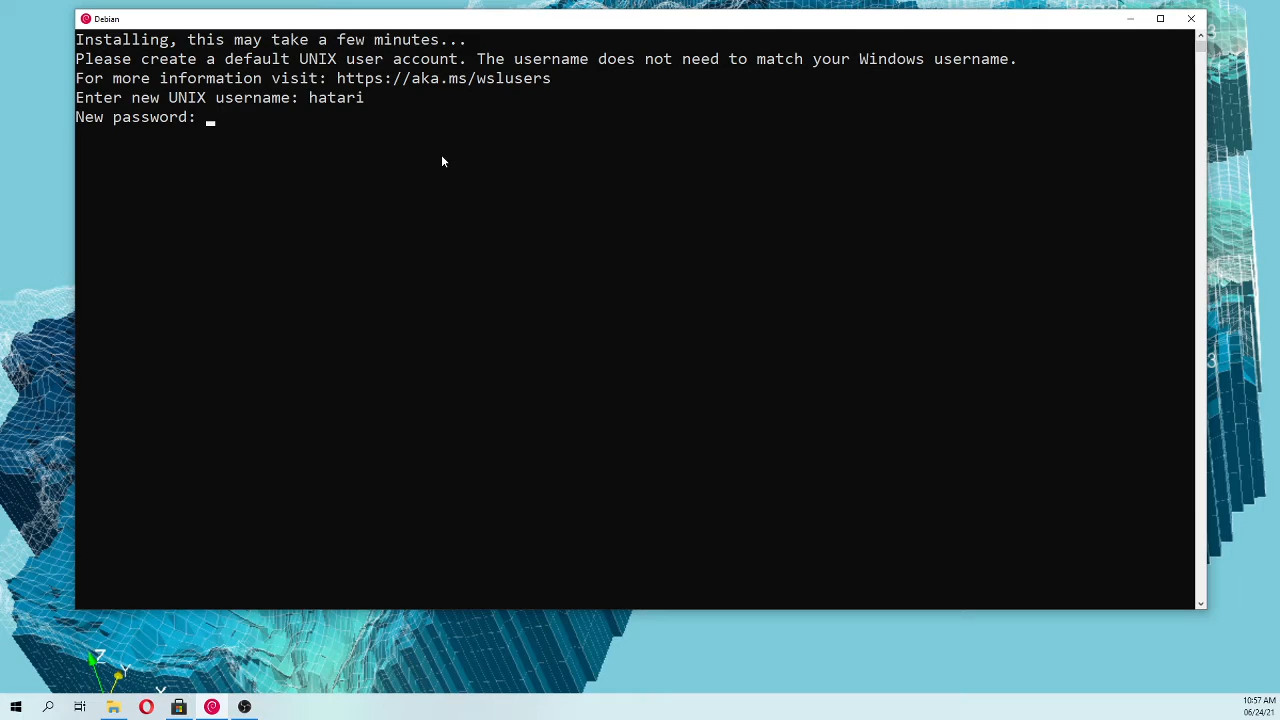 Debian
Installing, this may take a few minutes...
Please create a default UNIX user account. The username does not need to match your Windows username.
For more information visit: https://aka.ms/wslusers
Enter new UNIX username: hatari
New password:
3
3
Z
Y
X
10:57 AM
06/24/21